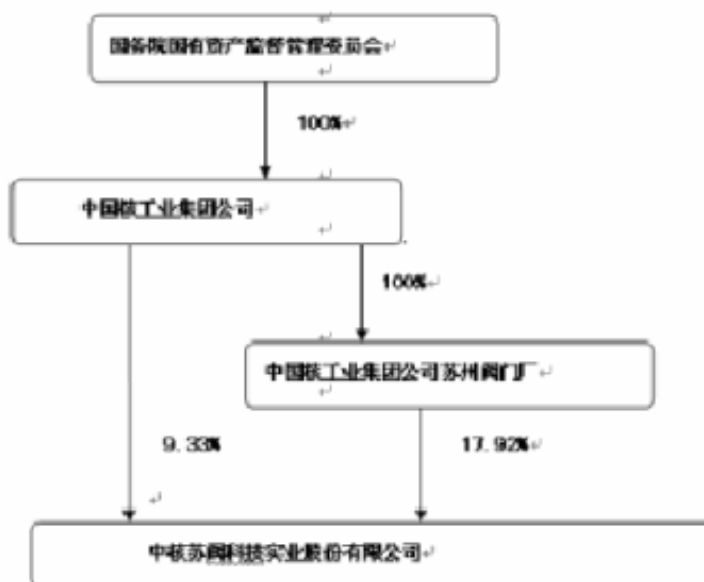 国务院国有资产监督管理委员会
100%
中国核工业集团公司
100%
中国核工业集团公司苏州阀门厂
9.33%
17.92%
中核苏阀科技实业股份有限公司